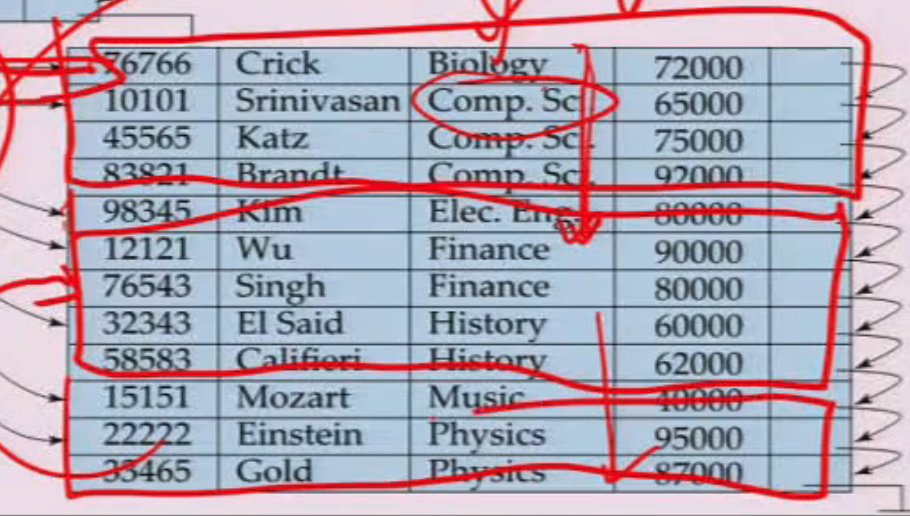 76766 Crick Biology 72000
10101 Srinivasan Comp. Sci. 65000
45565 Katz Comp. Sci. 75000
83821 Brandt Comp. Sci. 92000
98345 Kim Elec. Eng. 80000
12121 Wu Finance 90000
76543 Singh Finance 80000
32343 El Said History 60000
58583 Califieri History 62000
15151 Mozart Music 40000
22222 Einstein Physics 95000
33465 Gold Physics 87000